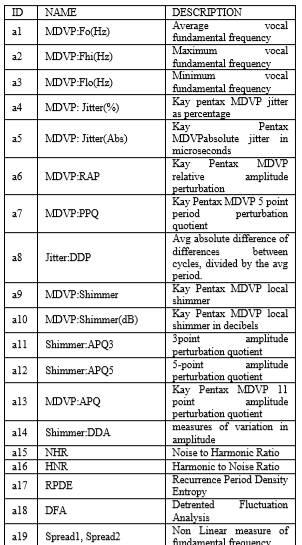 ID NAME DESCRIPTION
a1 MDVP:Fo(Hz) Average vocal
fundamental frequency
a2 MDVP:Fhi(Hz) Maximum vocal
fundamental frequency
a3 MDVP:Flo(Hz) Minimum vocal
fundamental frequency
a4 MDVP: Jitter(%) Kay pentax MDVP jitter
as percentage
a5 MDVP: Jitter(Abs) Kay Pentax
MDVPabsolute jitter in
microseconds
a6 MDVP:RAP Kay Pentax MDVP
relative amplitude
perturbation
a7 MDVP:PPQ Kay Pentax MDVP 5 point
period perturbation
quotient
a8 Jitter:DDP Avg absolute difference of
differences between
cycles, divided by the avg
period.
a9 MDVP:Shimmer Kay Pentax MDVP local
shimmer
a10 MDVP:Shimmer(dB) Kay Pentax MDVP local
shimmer in decibels
a11 Shimmer:APQ3 3point amplitude
perturbation quotient
a12 Shimmer:APQ5 5-point amplitude
perturbation quotient
a13 MDVP:APQ Kay Pentax MDVP 11
point amplitude
perturbation quotient
a14 Shimmer:DDA measures of variation in
amplitude
a15 NHR Noise to Harmonic Ratio
a16 HNR Harmonic to Noise Ratio
a17 RPDE Recurrence Period Density
Entropy
a18 DFA Detrented Fluctuation
Analysis
a19 Spread1, Spread2 Non Linear measure of
fundamental frequency